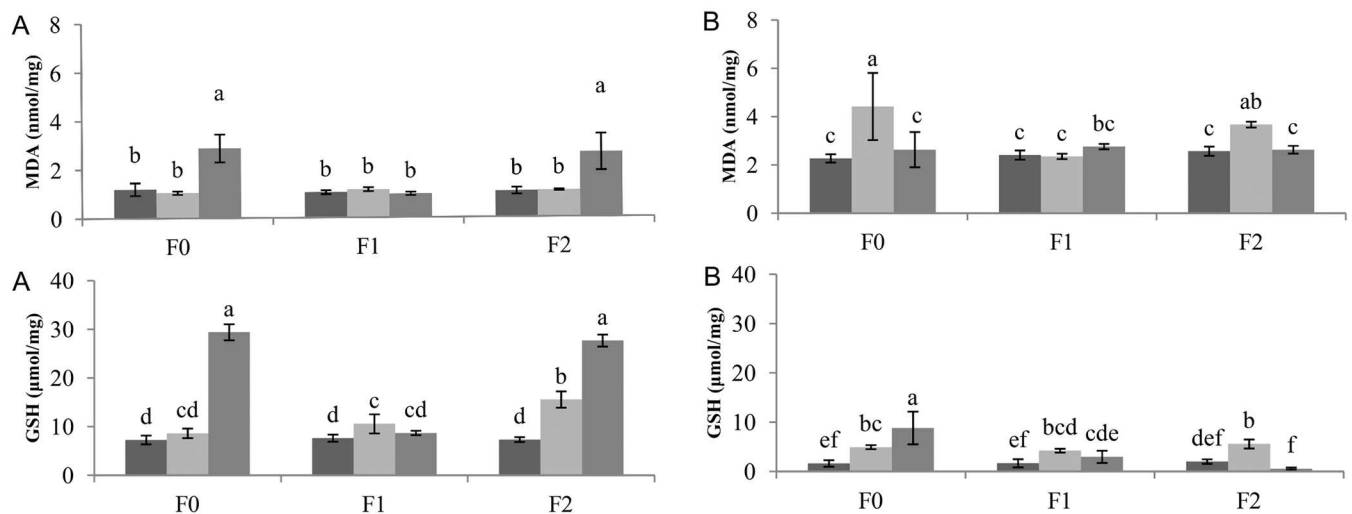 A
MDA (nmol/mg)
8
6
4
2
0
b b a
b b b
b b a
F0 F1 F2
B
MDA (nmol/mg)
8
6
4
2
0
c a c
c c bc
c ab c
F0 F1 F2
A
GSH (μmol/mg)
40
30
20
10
0
d cd a
d c cd
d b a
F0 F1 F2
B
GSH (μmol/mg)
40
30
20
10
0
ef bc a
ef bcd cde
def b f
F0 F1 F2